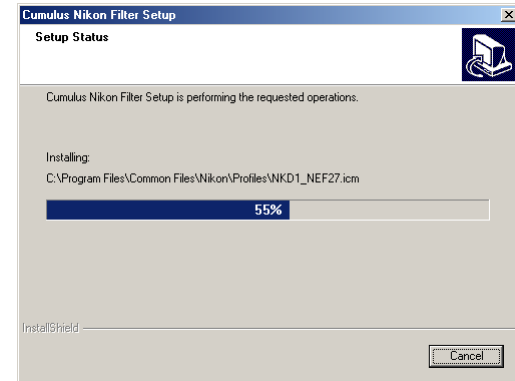 Cumulus Nikon Filter Setup
Setup Status
Cumulus Nikon Filter Setup is performing the requested operations.
Installing:
C:\Program Files\Common Files\Nikon\Profiles\NKD1_NEF27.icm
55%
InstallShield
Cancel